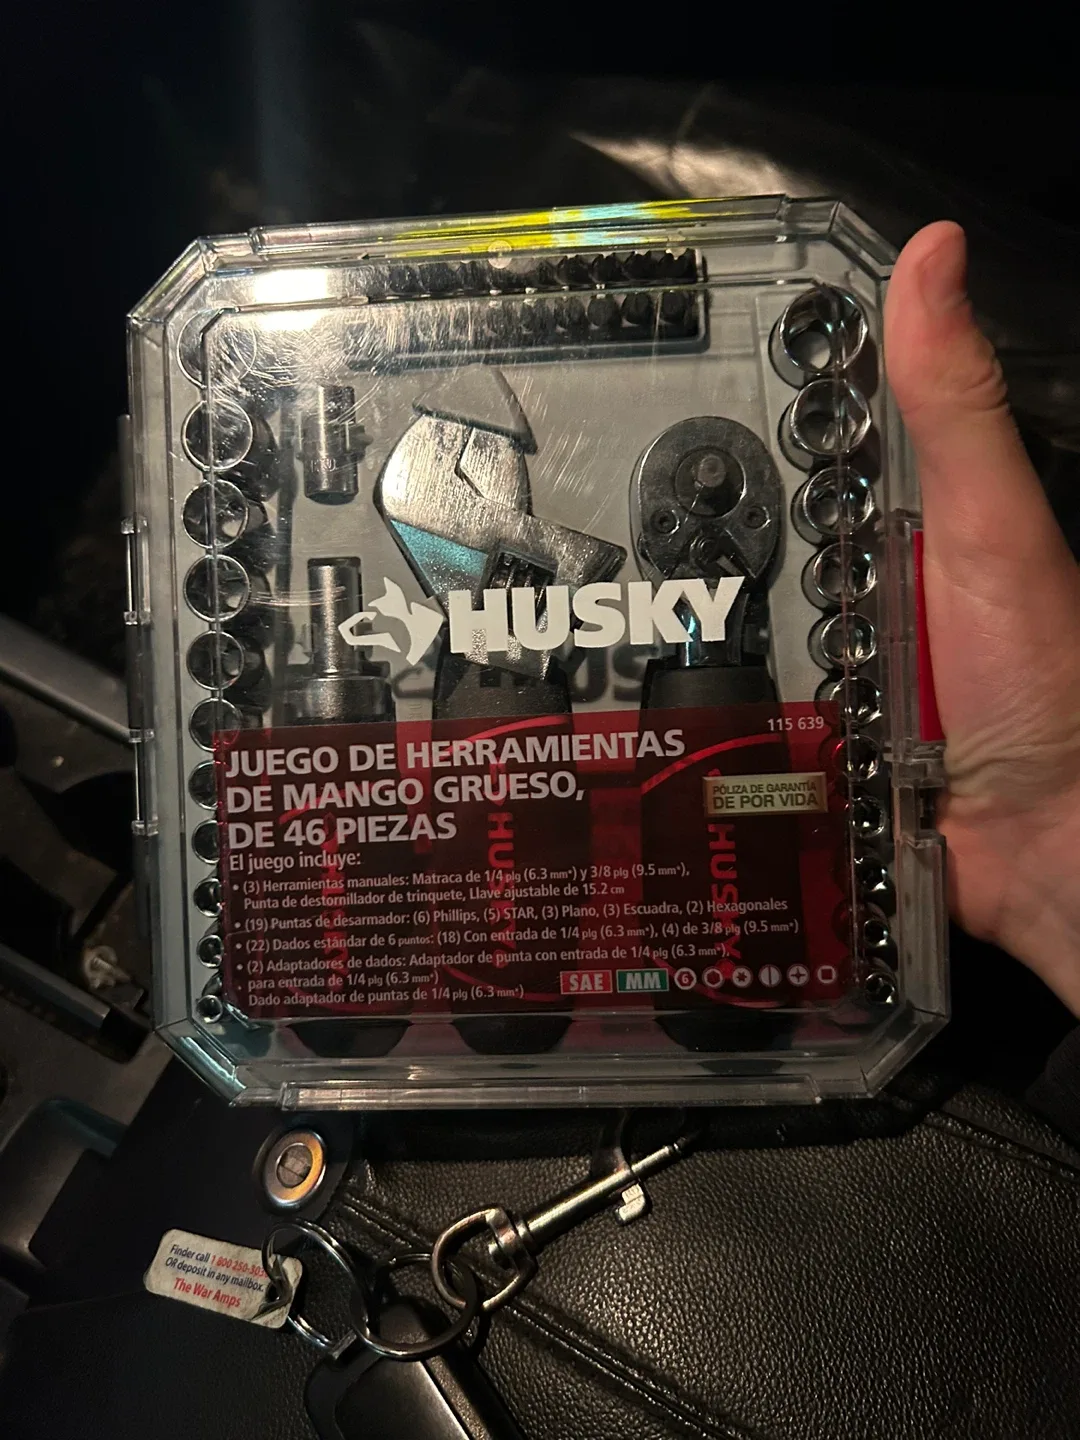 HUSKY
115 639
JUEGO DE HERRAMIENTAS
DE MANGO GRUESO,
DE 46 PIEZAS
PÓLIZA DE GARANTÍA
DE POR VIDA
El juego incluye:
• (3) Herramientas manuales: Matraca de 1/4 plg (6.3 mm*) y 3/8 plg (9.5 mm*),
Punta de destornillador de trinquete, Llave ajustable de 15.2 cm
• (19) Puntas de desarmador: (6) Phillips, (5) STAR, (3) Plano, (3) Escuadra, (2) Hexagonales
• (22) Dados estándar de 6 puntos: (18) Con entrada de 1/4 plg (6.3 mm*), (4) de 3/8 plg (9.5 mm*)
• (2) Adaptadores de dados: Adaptador de punta con entrada de 1/4 plg (6.3 mm*),
para entrada de 1/4 plg (6.3 mm*)
Dado adaptador de puntas de 1/4 plg (6.3 mm*)
SAE MM 6
HUSKY
HUSKY
Finder call 1 800 250-303
OR deposit in any mailbox.
The War Amps